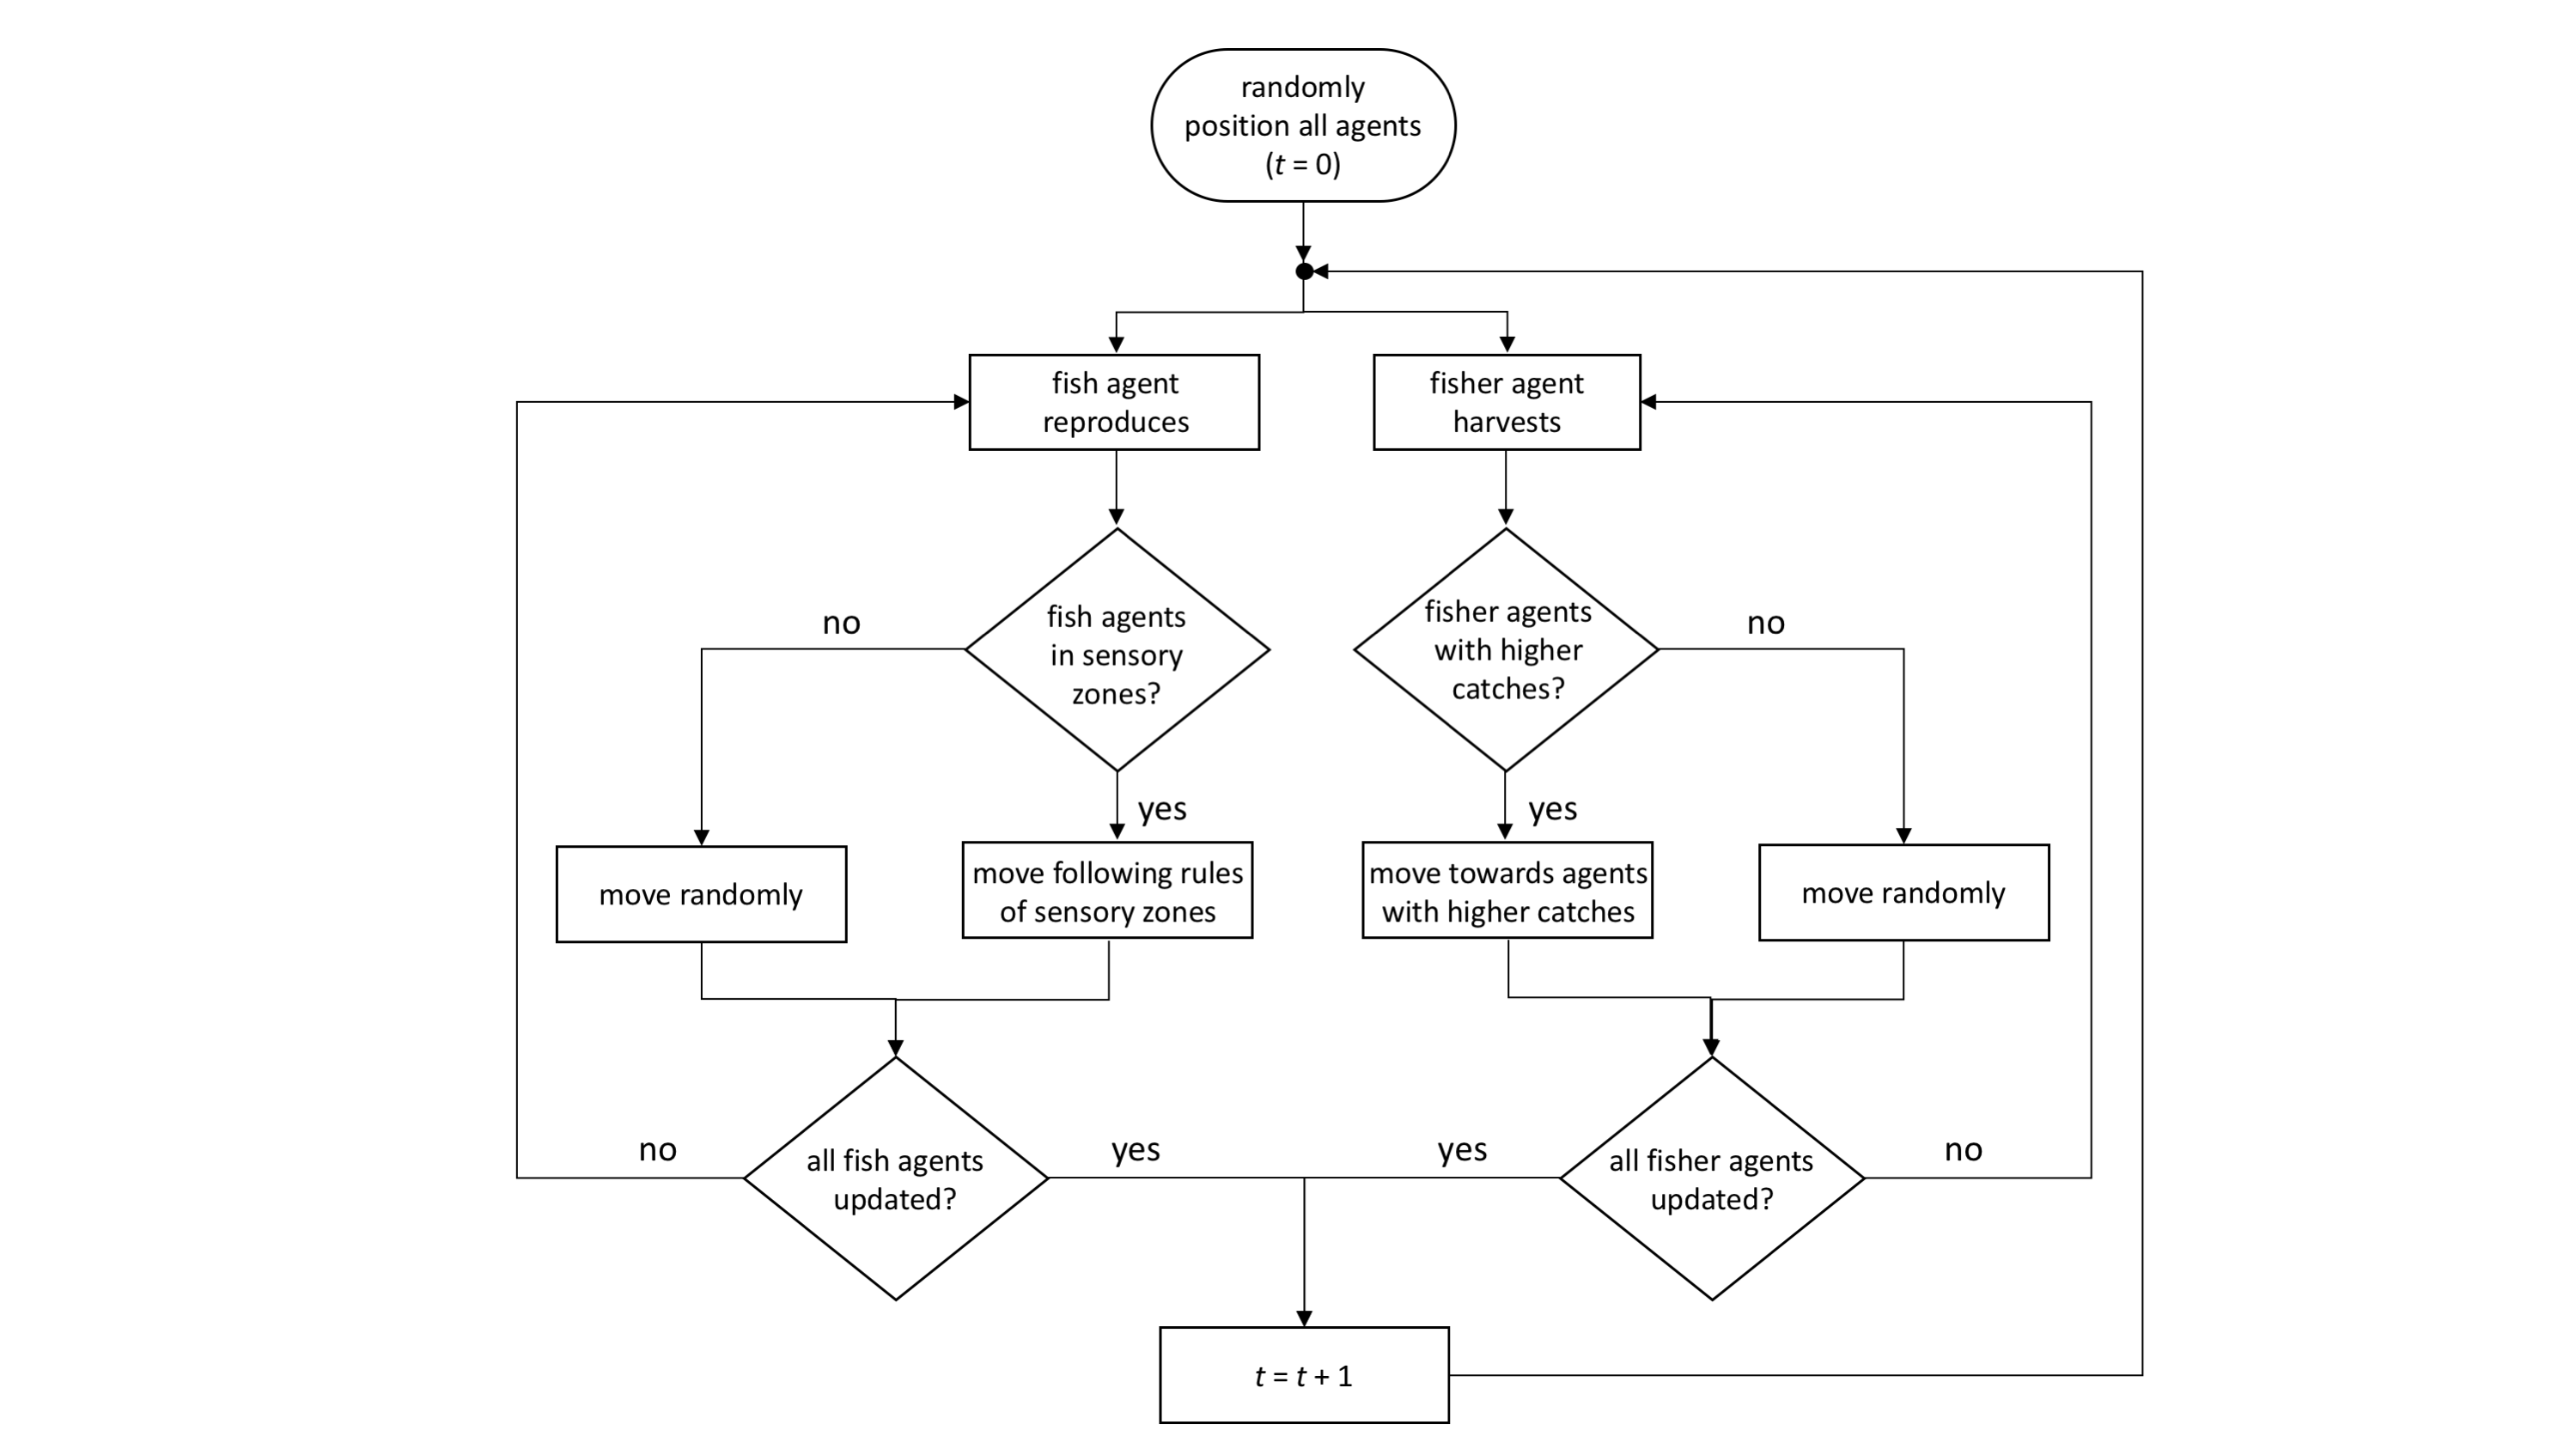 randomly
position all agents
(t = 0)
fish agent
reproduces
fisher agent
harvests
fish agents
in sensory
zones?
no
yes
fisher agents
with higher
catches?
no
yes
move randomly
move following rules
of sensory zones
move towards agents
with higher catches
move randomly
no
all fish agents
updated?
yes
yes
all fisher agents
updated?
no
t = t + 1